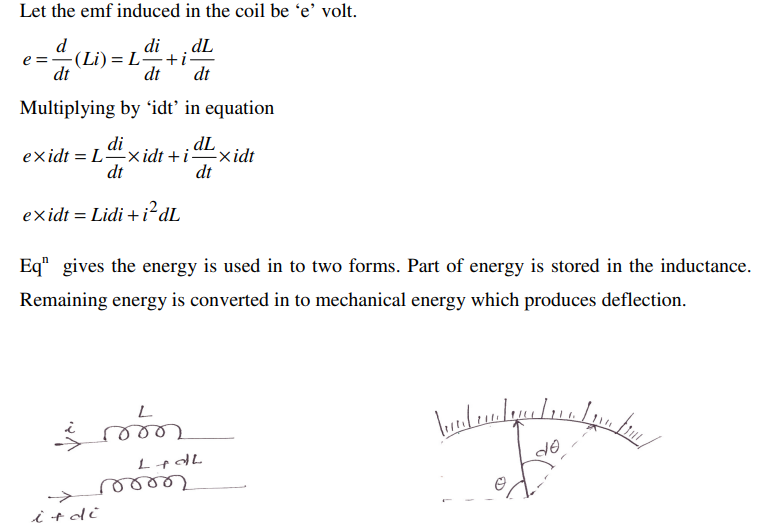 Let the emf induced in the coil be ‘e’ volt.
e = d/dt (Li) = L di/dt + i dL/dt
Multiplying by ‘idt’ in equation
e × idt = L di/dt × idt + i dL/dt × idt
e × idt = Lidi + i²dL
Eqⁿ gives the energy is used in to two forms. Part of energy is stored in the inductance.
Remaining energy is converted in to mechanical energy which produces deflection.
L
i
L + dL
i + di
dθ
θ